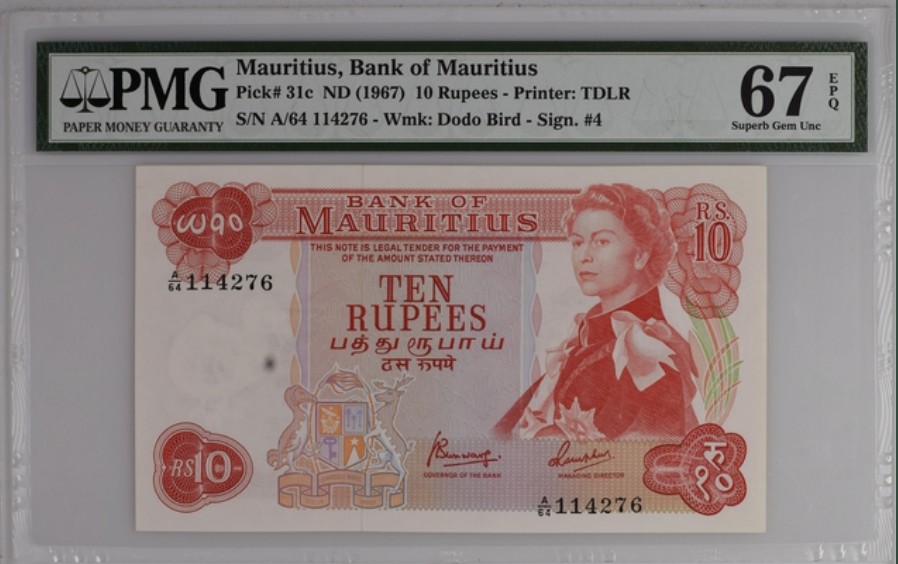 PMG
PAPER MONEY GUARANTY
Mauritius, Bank of Mauritius
Pick# 31c ND (1967) 10 Rupees - Printer: TDLR
S/N A/64 114276 - Wmk: Dodo Bird - Sign. #4
67
EPQ
Superb Gem Unc
BANK OF
MAURITIUS
RS.
10
THIS NOTE IS LEGAL TENDER FOR THE PAYMENT
OF THE AMOUNT STATED THEREON
A/64 114276
TEN
RUPEES
பத்து ரூபாய்
दस रुपये
RS 10
GOVERNOR OF THE BANK
MANAGING DIRECTOR
रु
१०
A/64 114276